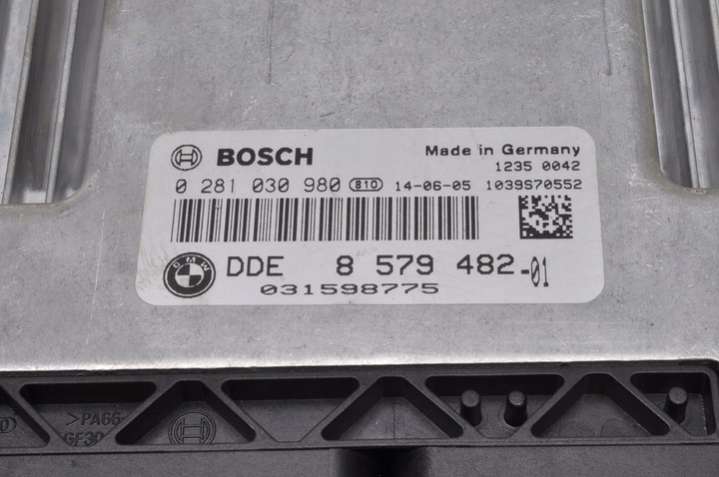 BOSCH
Made in Germany
1235 0042
0 281 030 980 810 14-06-05 1039S70552
BMW
DDE 8 579 482-01
031598775
>PA66-
GF30